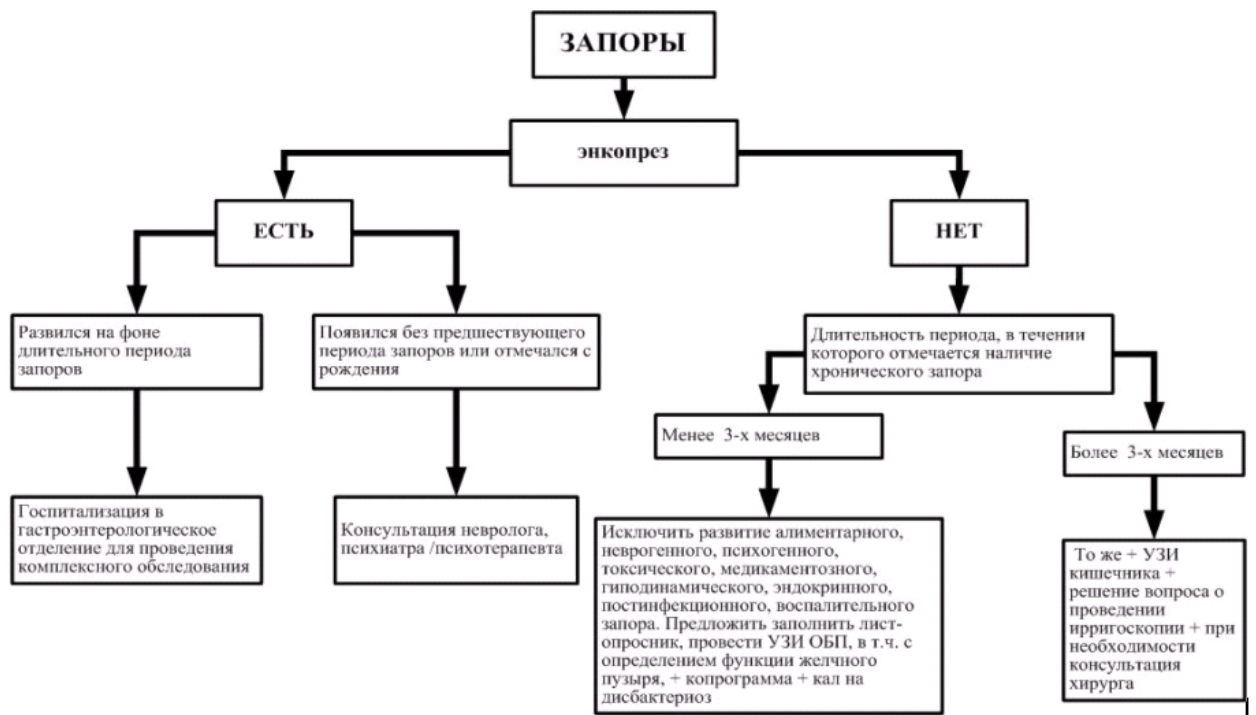 ЗАПОРЫ
энкопрез
ЕСТЬ
НЕТ
Развился на фоне
длительного периода
запоров
Появился без предшествующего
периода запоров или отмечался с
рождения
Длительность периода, в течении
которого отмечается наличие
хронического запора
Менее 3-х месяцев
Более 3-х месяцев
Госпитализация в
гастроэнтерологическое
отделение для проведения
комплексного обследования
Консультация невролога,
психиатра /психотерапевта
Исключить развитие алиментарного,
неврогенного, психогенного,
токсического, медикаментозного,
гиподинамического, эндокринного,
постинфекционного, воспалительного
запора. Предложить заполнить лист-
опросник, провести УЗИ ОБП, в т.ч. с
определением функции желчного
пузыря, + копрограмма + кал на
дисбактериоз
То же + УЗИ
кишечника +
решение вопроса о
проведении
ирригоскопии + при
необходимости
консультация
хирурга